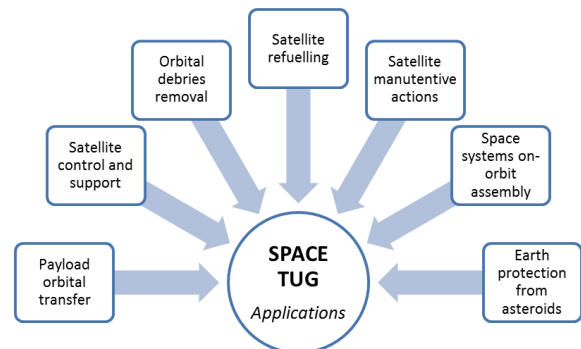 Satellite
refuelling
Orbital
debries
removal
Satellite
manutentive
actions
Satellite
control and
support
Space
systems on-
orbit
assembly
Payload
orbital
transfer
SPACE
TUG
Applications
Earth
protection
from
asteroids